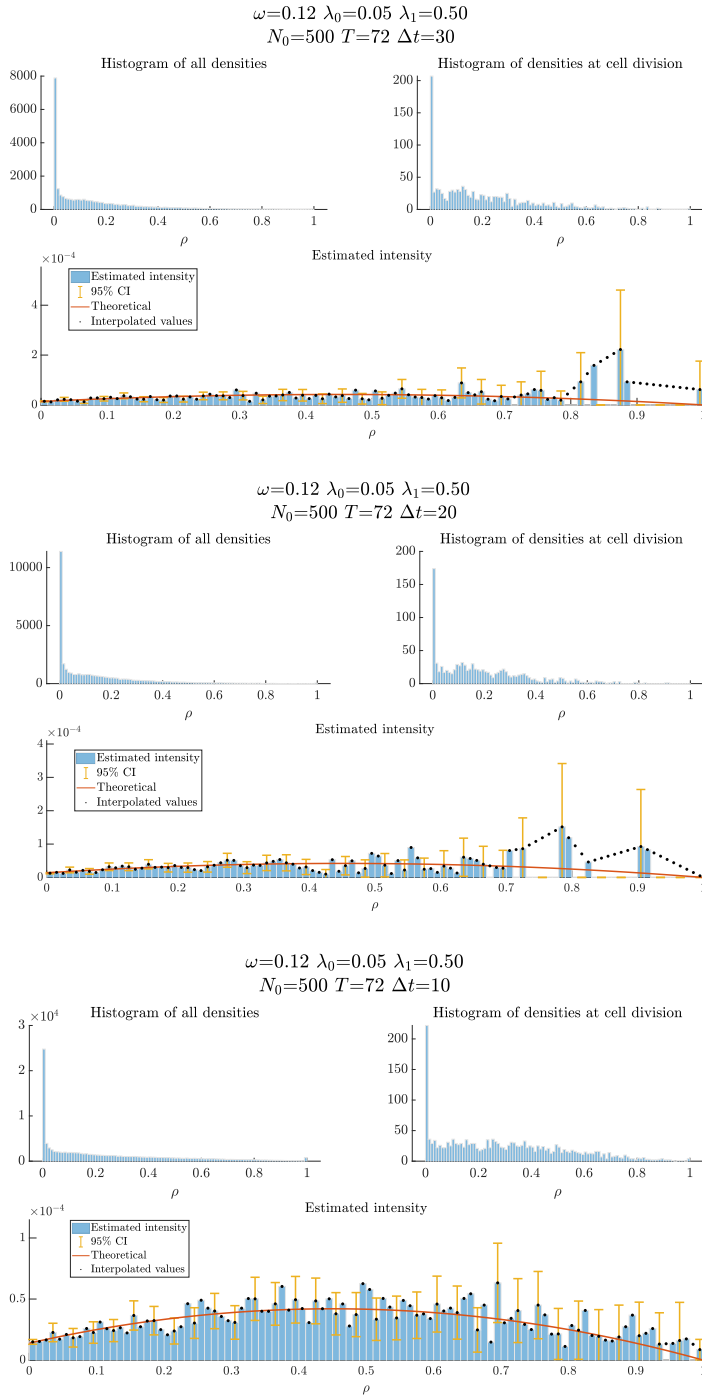 ω=0.12 λ₀=0.05 λ₁=0.50
N₀=500 T=72 Δt=30
Histogram of all densities
Histogram of densities at cell division
8000
6000
4000
2000
0
0 0.2 0.4 0.6 0.8 1
ρ
200
150
100
50
0
0 0.2 0.4 0.6 0.8 1
ρ
Estimated intensity
×10⁻⁴
4
2
0
Estimated intensity
95% CI
Theoretical
Interpolated values
0 0.1 0.2 0.3 0.4 0.5 0.6 0.7 0.8 0.9 1
ρ
ω=0.12 λ₀=0.05 λ₁=0.50
N₀=500 T=72 Δt=20
Histogram of all densities
Histogram of densities at cell division
10000
5000
0
0 0.2 0.4 0.6 0.8 1
ρ
200
150
100
50
0
0 0.2 0.4 0.6 0.8 1
ρ
Estimated intensity
×10⁻⁴
4
3
2
1
0
Estimated intensity
95% CI
Theoretical
Interpolated values
0 0.1 0.2 0.3 0.4 0.5 0.6 0.7 0.8 0.9 1
ρ
ω=0.12 λ₀=0.05 λ₁=0.50
N₀=500 T=72 Δt=10
Histogram of all densities
Histogram of densities at cell division
×10⁴
3
2
1
0
0 0.2 0.4 0.6 0.8 1
ρ
200
150
100
50
0
0 0.2 0.4 0.6 0.8 1
ρ
Estimated intensity
×10⁻⁴
1
0.5
0
Estimated intensity
95% CI
Theoretical
Interpolated values
0 0.1 0.2 0.3 0.4 0.5 0.6 0.7 0.8 0.9 1
ρ